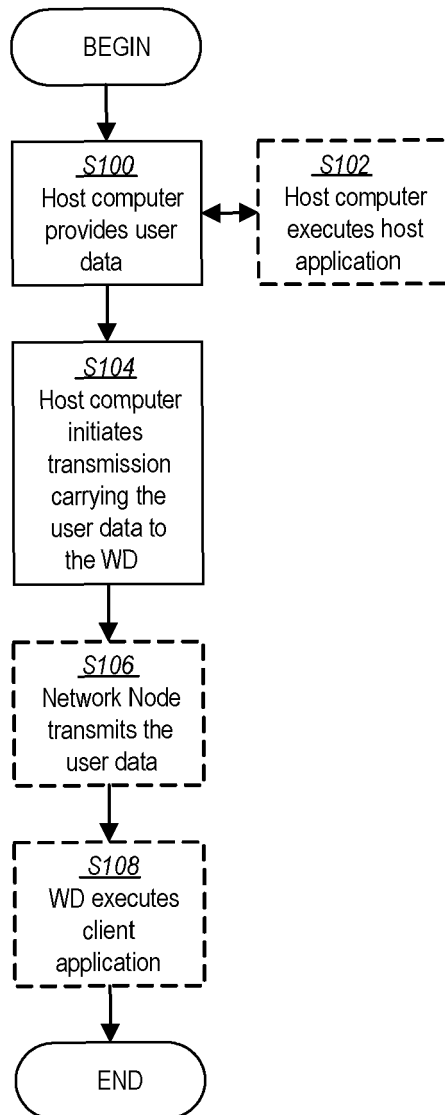 BEGIN
S100
Host computer
provides user
data
S102
Host computer
executes host
application
S104
Host computer
initiates
transmission
carrying the
user data to
the WD
S106
Network Node
transmits the
user data
S108
WD executes
client
application
END